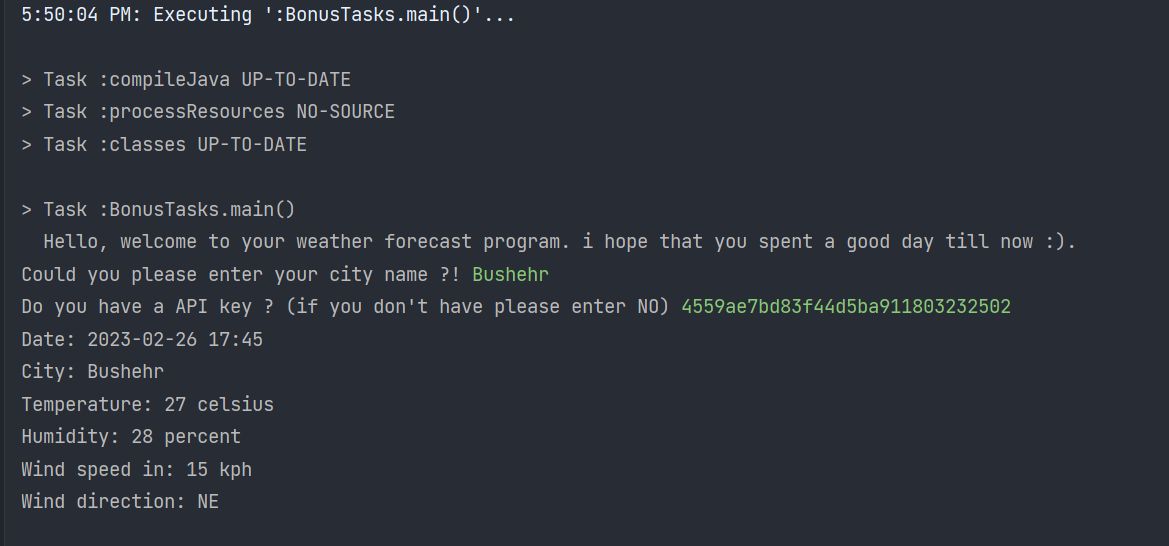 5:50:04 PM: Executing ':BonusTasks.main()'...
> Task :compileJava UP-TO-DATE
> Task :processResources NO-SOURCE
> Task :classes UP-TO-DATE
> Task :BonusTasks.main()
Hello, welcome to your weather forecast program. i hope that you spent a good day till now :).
Could you please enter your city name ?! Bushehr
Do you have a API key ? (if you don't have please enter NO) 4559ae7bd83f44d5ba911803232502
Date: 2023-02-26 17:45
City: Bushehr
Temperature: 27 celsius
Humidity: 28 percent
Wind speed in: 15 kph
Wind direction: NE